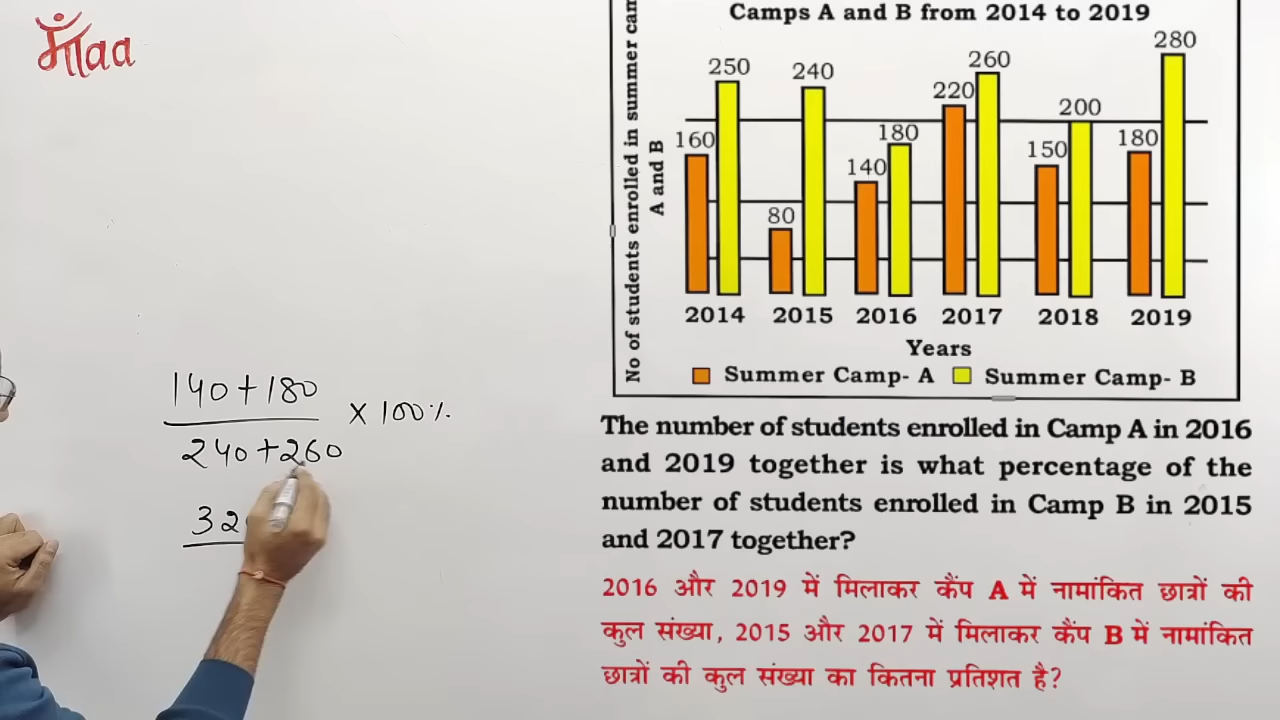 माँaa
Camps A and B from 2014 to 2019
No of students enrolled in summer cam
A and B
160 250 80 240 140 180 220 260 150 200 180 280
2014 2015 2016 2017 2018 2019
Years
Summer Camp- A Summer Camp- B
140+180
240+260
× 100%
32
The number of students enrolled in Camp A in 2016
and 2019 together is what percentage of the
number of students enrolled in Camp B in 2015
and 2017 together?
2016 और 2019 में मिलाकर कैंप A में नामांकित छात्रों की
कुल संख्या, 2015 और 2017 में मिलाकर कैंप B में नामांकित
छात्रों की कुल संख्या का कितना प्रतिशत है?